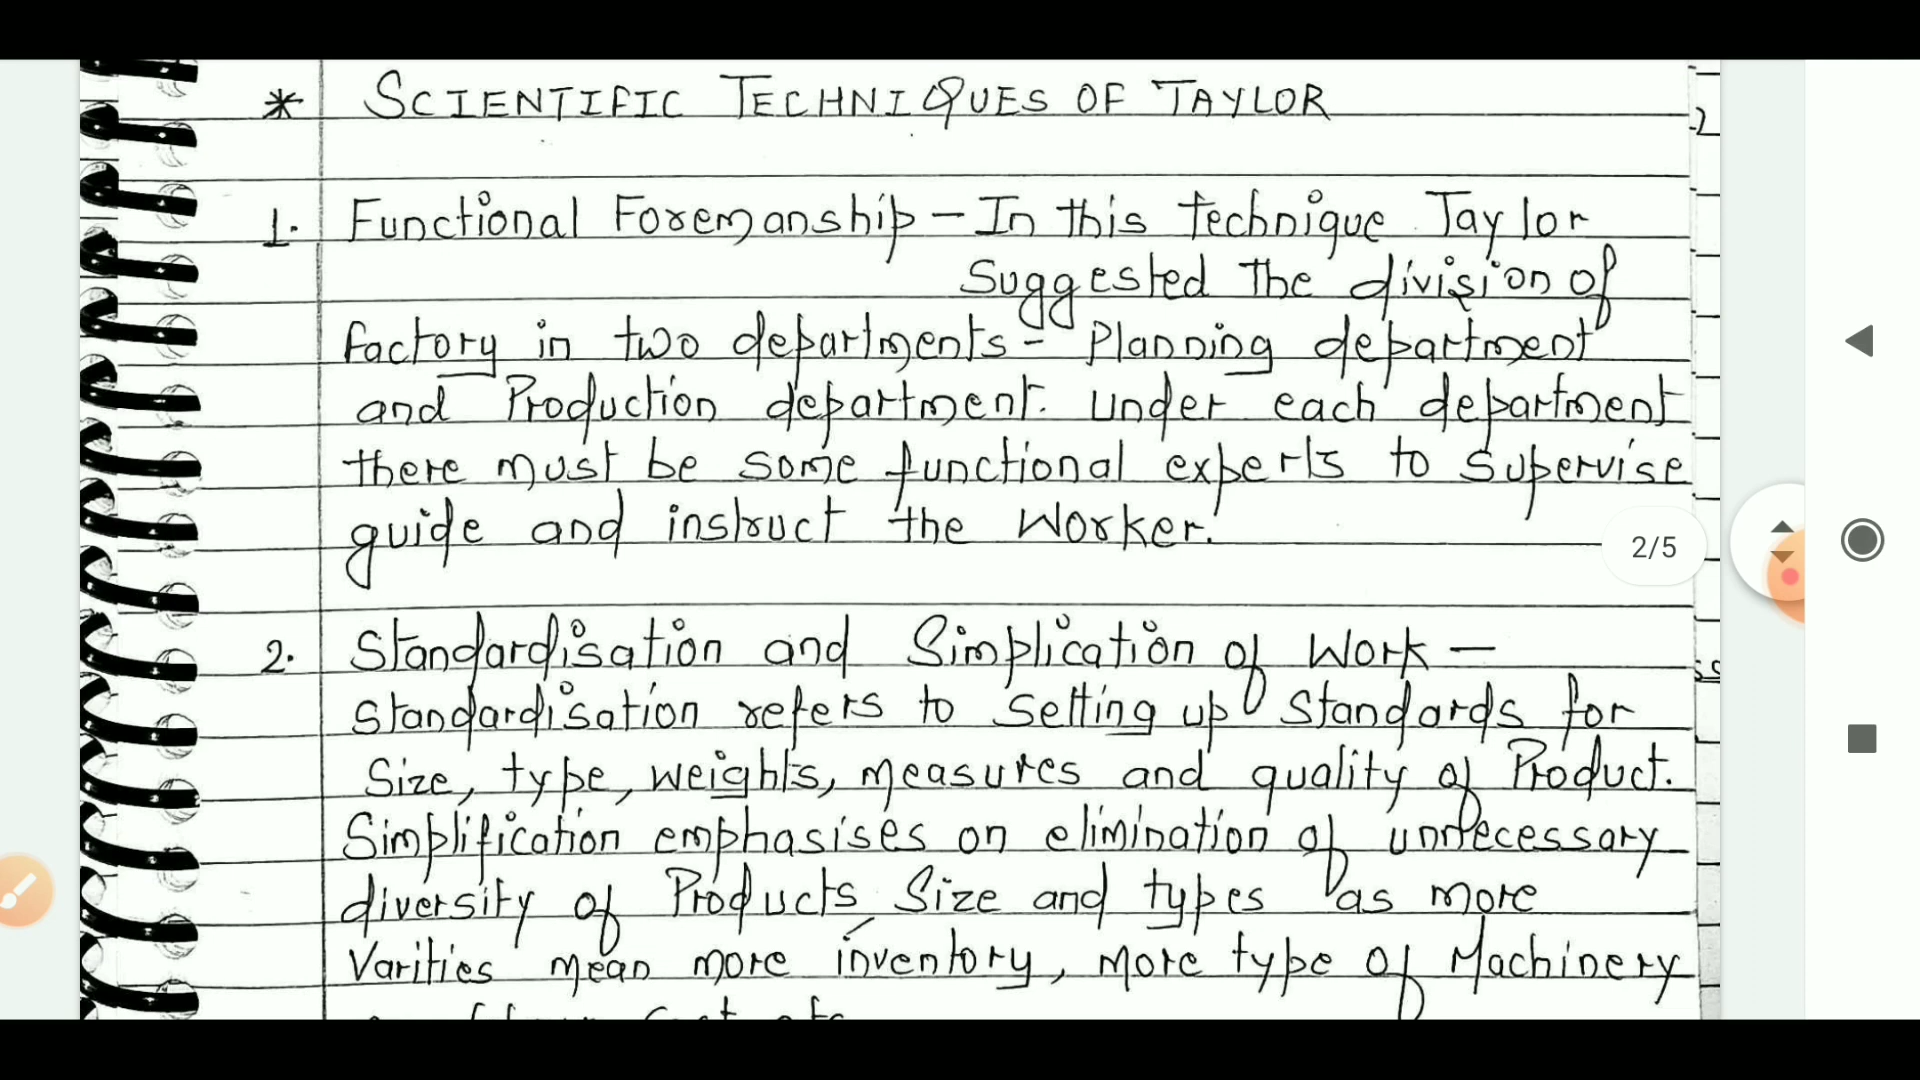 * SCIENTIFIC TECHNIQUES OF TAYLOR
1. Functional Foremanship - In this technique Taylor
Suggested the division of
factory in two departments - Planning department
and Production department. under each department
there must be some functional experts to supervise
guide and instruct the Worker.
2/5
2. Standardisation and Simplication of Work -
Standardisation refers to setting up standards for
Size, type, weights, measures and quality of Product.
Simplification emphasises on elimination of unnecessary
diversity of Products Size and types as more
Varities mean more inventory, more type of Machinery